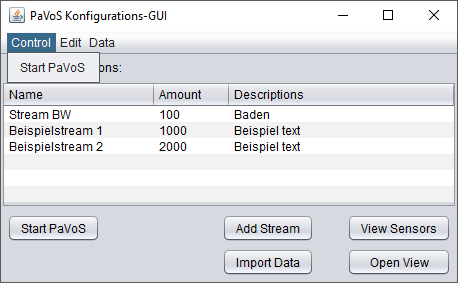 PaVoS Konfigurations-GUI
Control Edit Data
Start PaVoS ons:
Name Amount Descriptions
Stream BW 100 Baden
Beispielstream 1 1000 Beispiel text
Beispielstream 2 2000 Beispiel text
Start PaVoS Add Stream View Sensors
Import Data Open View